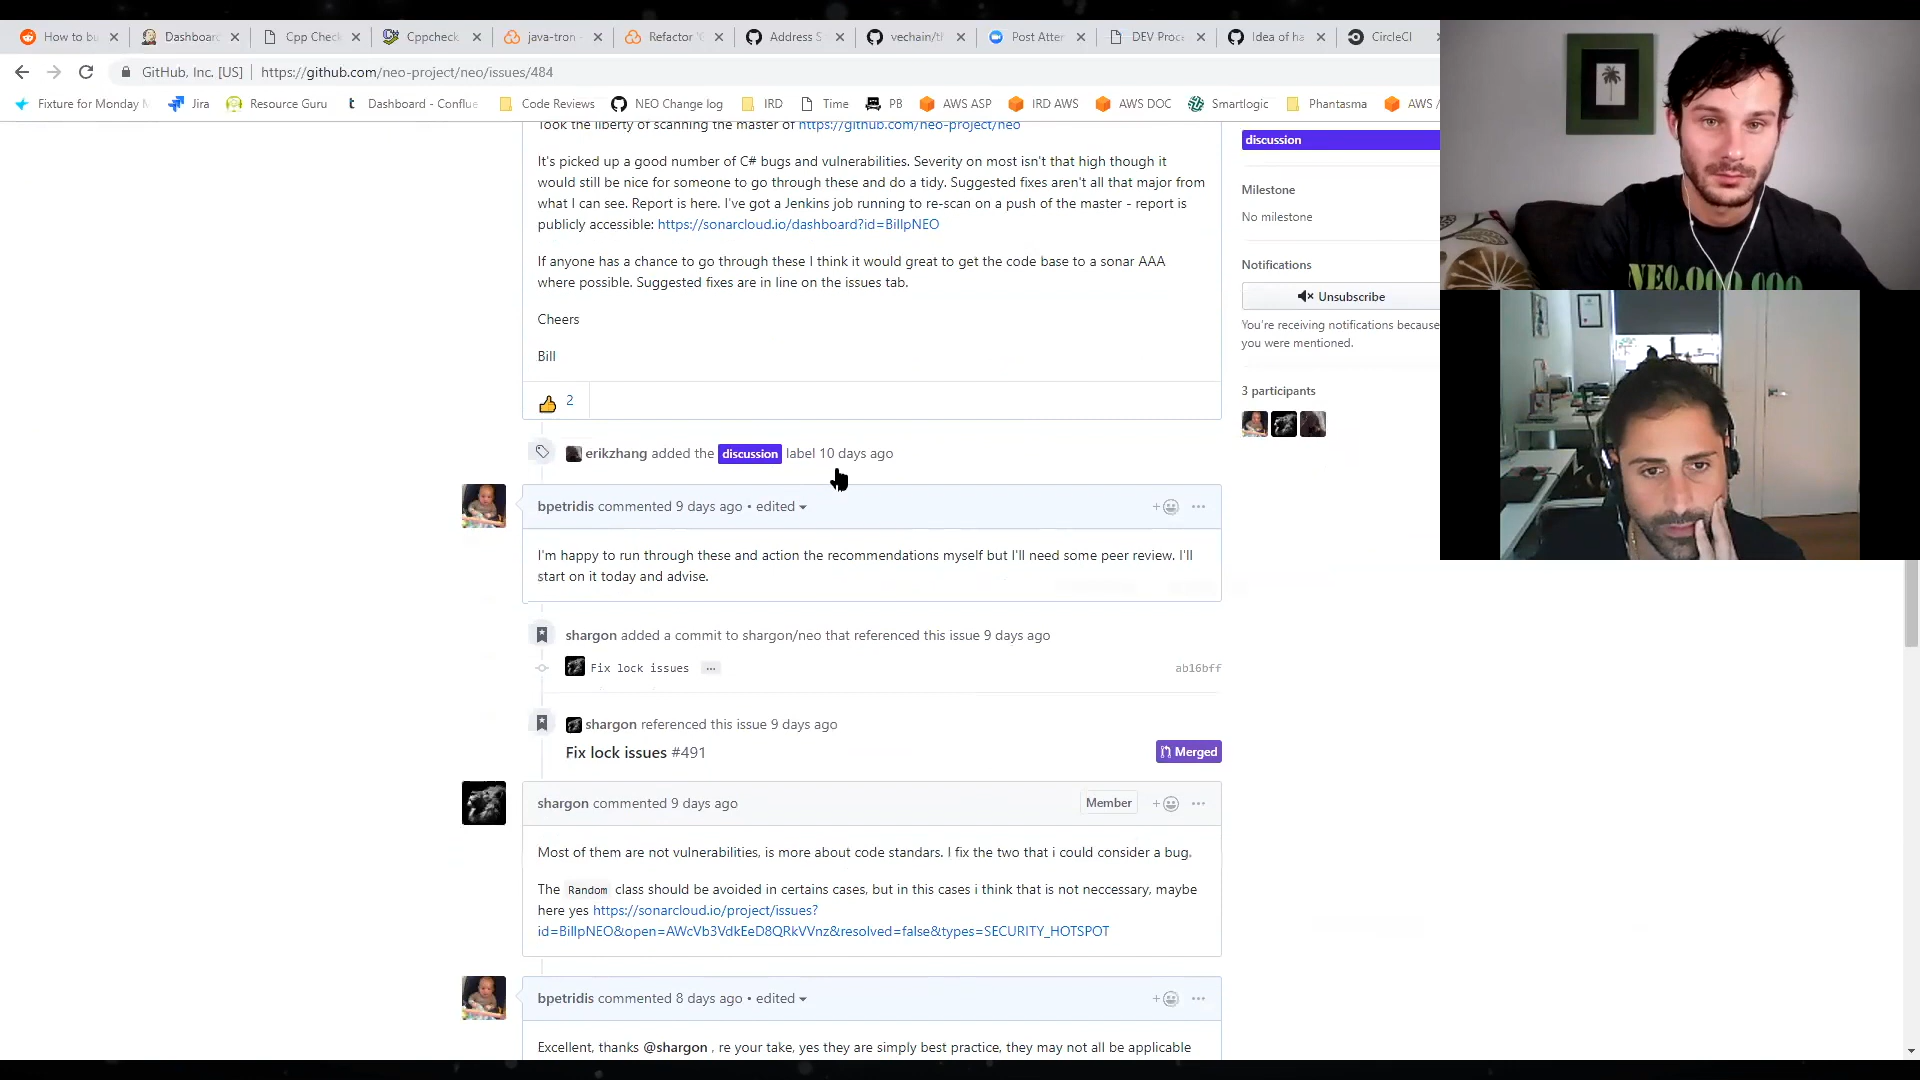 How to bu
Dashboard
Cpp Check
Cppcheck
java-tron
Refactor '
Address S
vechain/th
Post Atter
DEV Proce
Idea of ha
CircleCI
GitHub, Inc. [US]
https://github.com/neo-project/neo/issues/484
Fixture for Monday
Jira
Resource Guru
t Dashboard - Conflue
Code Reviews
NEO Change log
IRD
Time
PB
AWS ASP
IRD AWS
AWS DOC
Smartlogic
Phantasma
AWS /
Took the liberty of scanning the master of https://github.com/neo-project/neo
It's picked up a good number of C# bugs and vulnerabilities. Severity on most isn't that high though it
would still be nice for someone to go through these and do a tidy. Suggested fixes aren't all that major from
what I can see. Report is here. I've got a Jenkins job running to re-scan on a push of the master - report is
publicly accessible: https://sonarcloud.io/dashboard?id=BillpNEO
If anyone has a chance to go through these I think it would great to get the code base to a sonar AAA
where possible. Suggested fixes are in line on the issues tab.
Cheers
Bill
2
erikzhang added the discussion label 10 days ago
bpetridis commented 9 days ago • edited
I'm happy to run through these and action the recommendations myself but I'll need some peer review. I'll
start on it today and advise.
shargon added a commit to shargon/neo that referenced this issue 9 days ago
Fix lock issues ... ab16bff
shargon referenced this issue 9 days ago
Fix lock issues #491 Merged
shargon commented 9 days ago Member
Most of them are not vulnerabilities, is more about code standars. I fix the two that i could consider a bug.
The Random class should be avoided in certains cases, but in this cases i think that is not neccessary, maybe
here yes https://sonarcloud.io/project/issues?
id=BillpNEO&open=AWcVb3VdkEeD8QRkVVnz&resolved=false&types=SECURITY_HOTSPOT
bpetridis commented 8 days ago • edited
Excellent, thanks @shargon , re your take, yes they are simply best practice, they may not all be applicable
discussion
Milestone
No milestone
Notifications
Unsubscribe
You're receiving notifications because
you were mentioned.
3 participants